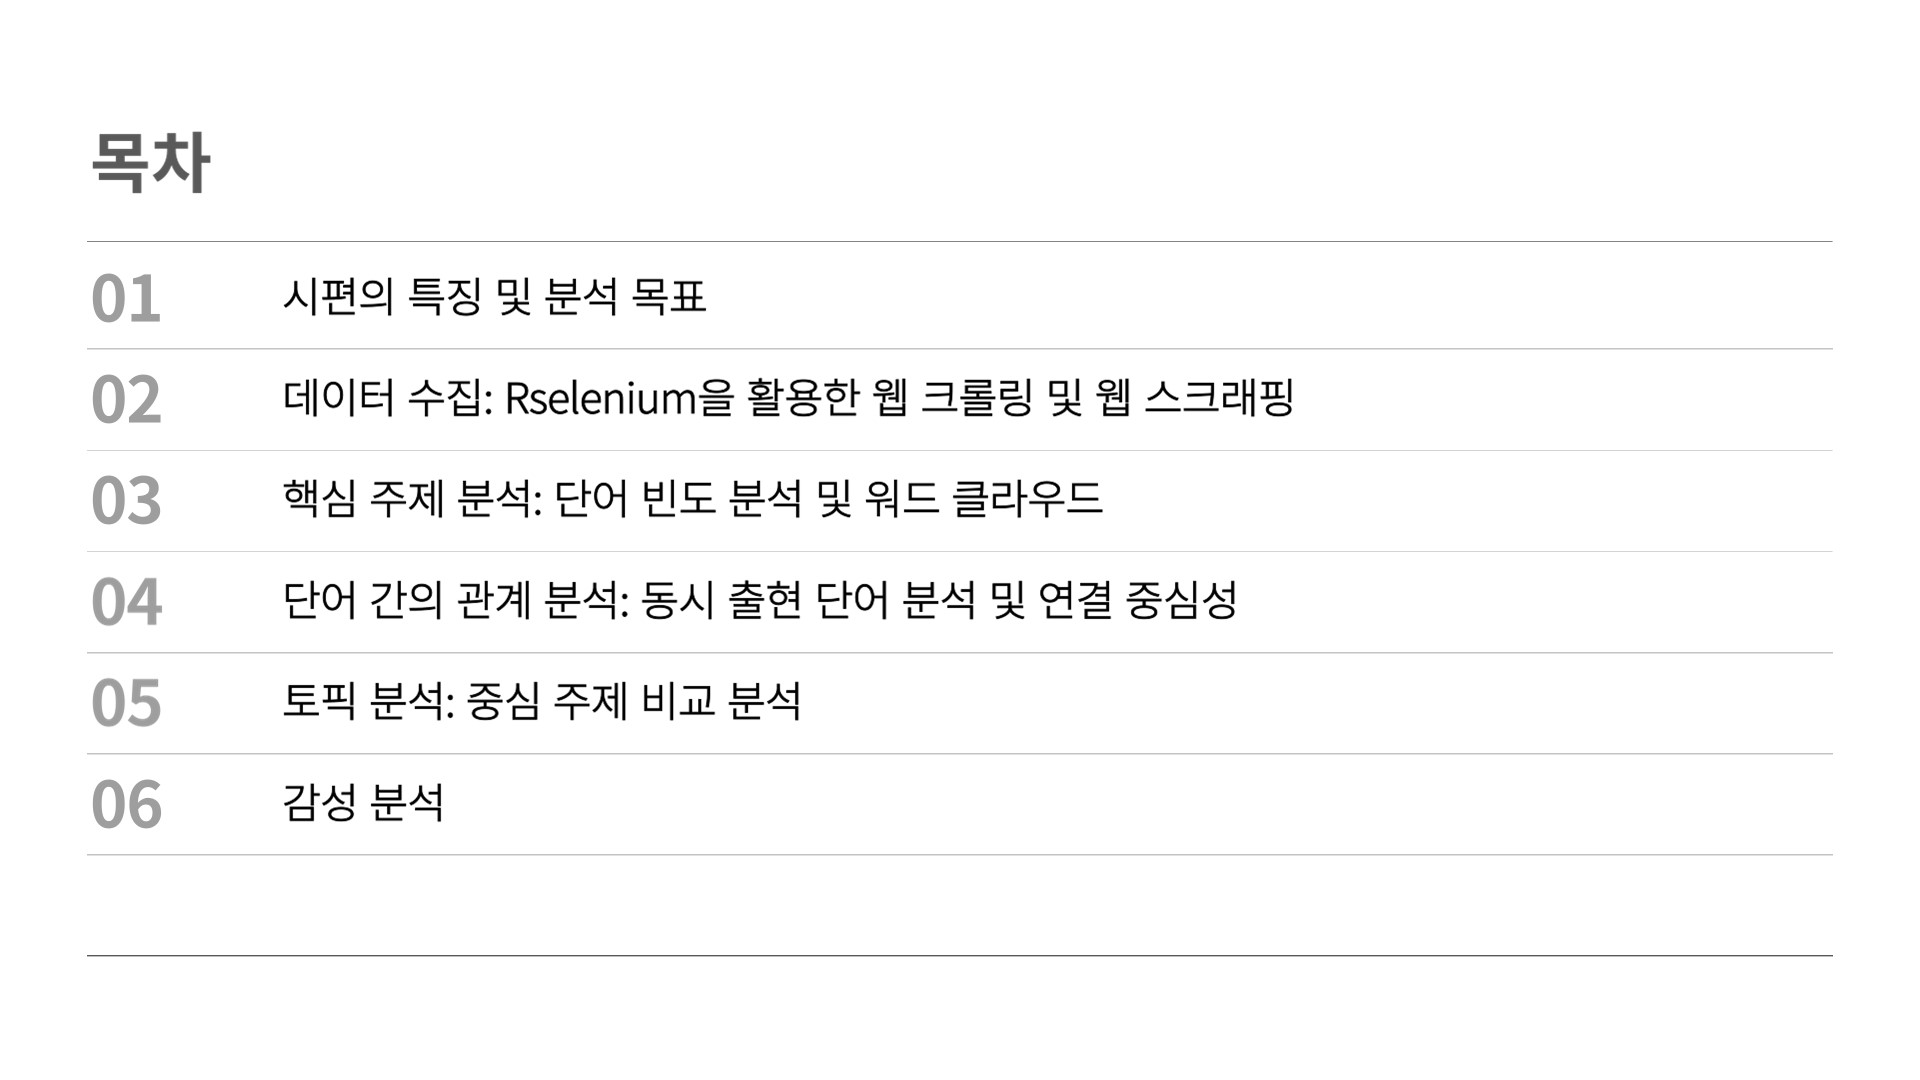 목차
01 시편의 특징 및 분석 목표
02 데이터 수집: Rselenium을 활용한 웹 크롤링 및 웹 스크래핑
03 핵심 주제 분석: 단어 빈도 분석 및 워드 클라우드
04 단어 간의 관계 분석: 동시 출현 단어 분석 및 연결 중심성
05 토픽 분석: 중심 주제 비교 분석
06 감성 분석